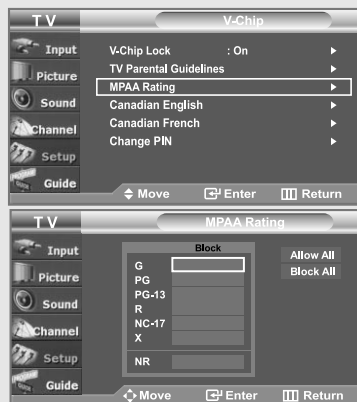 TV V-Chip
Input
Picture
Sound
Channel
Setup
Guide
V-Chip Lock : On
TV Parental Guidelines
MPAA Rating
Canadian English
Canadian French
Change PIN
Move Enter Return
TV MPAA Rating
Input
Picture
Sound
Channel
Setup
Guide
Block
G
PG
PG-13
R
NC-17
X
NR
Allow All
Block All
Move Enter Return